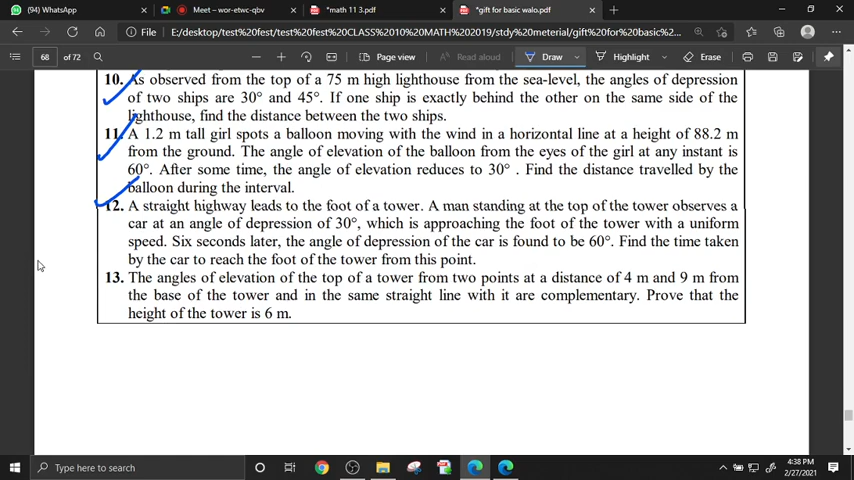 (94) WhatsApp
Meet – wor-etwc-qbv
*math 11 3.pdf
*gift for basic walo.pdf
File
E:/desktop/test%20fest/test%20fest%20CLASS%2010%20MATH%202019/stdy%20meterial/gift%20for%20basic%2...
68 of 72
Page view
Read aloud
Draw
Highlight
Erase
10. As observed from the top of a 75 m high lighthouse from the sea-level, the angles of depression
of two ships are 30° and 45°. If one ship is exactly behind the other on the same side of the
lighthouse, find the distance between the two ships.
11. A 1.2 m tall girl spots a balloon moving with the wind in a horizontal line at a height of 88.2 m
from the ground. The angle of elevation of the balloon from the eyes of the girl at any instant is
60°. After some time, the angle of elevation reduces to 30° . Find the distance travelled by the
balloon during the interval.
12. A straight highway leads to the foot of a tower. A man standing at the top of the tower observes a
car at an angle of depression of 30°, which is approaching the foot of the tower with a uniform
speed. Six seconds later, the angle of depression of the car is found to be 60°. Find the time taken
by the car to reach the foot of the tower from this point.
13. The angles of elevation of the top of a tower from two points at a distance of 4 m and 9 m from
the base of the tower and in the same straight line with it are complementary. Prove that the
height of the tower is 6 m.
Type here to search
4:38 PM
2/27/2021